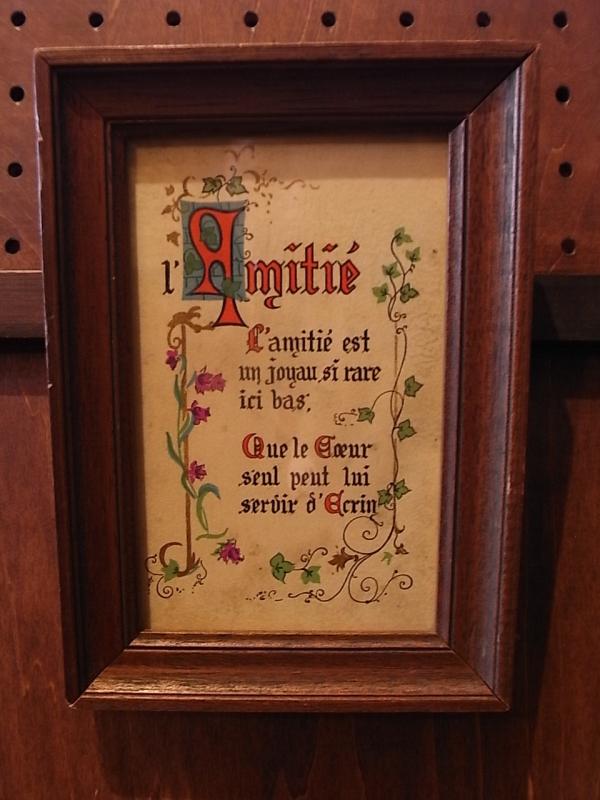 l'Amitié
L'amitié est
un joyau si rare
ici bas;
Que le Cœur
seul peut lui
servir d'Ecrin